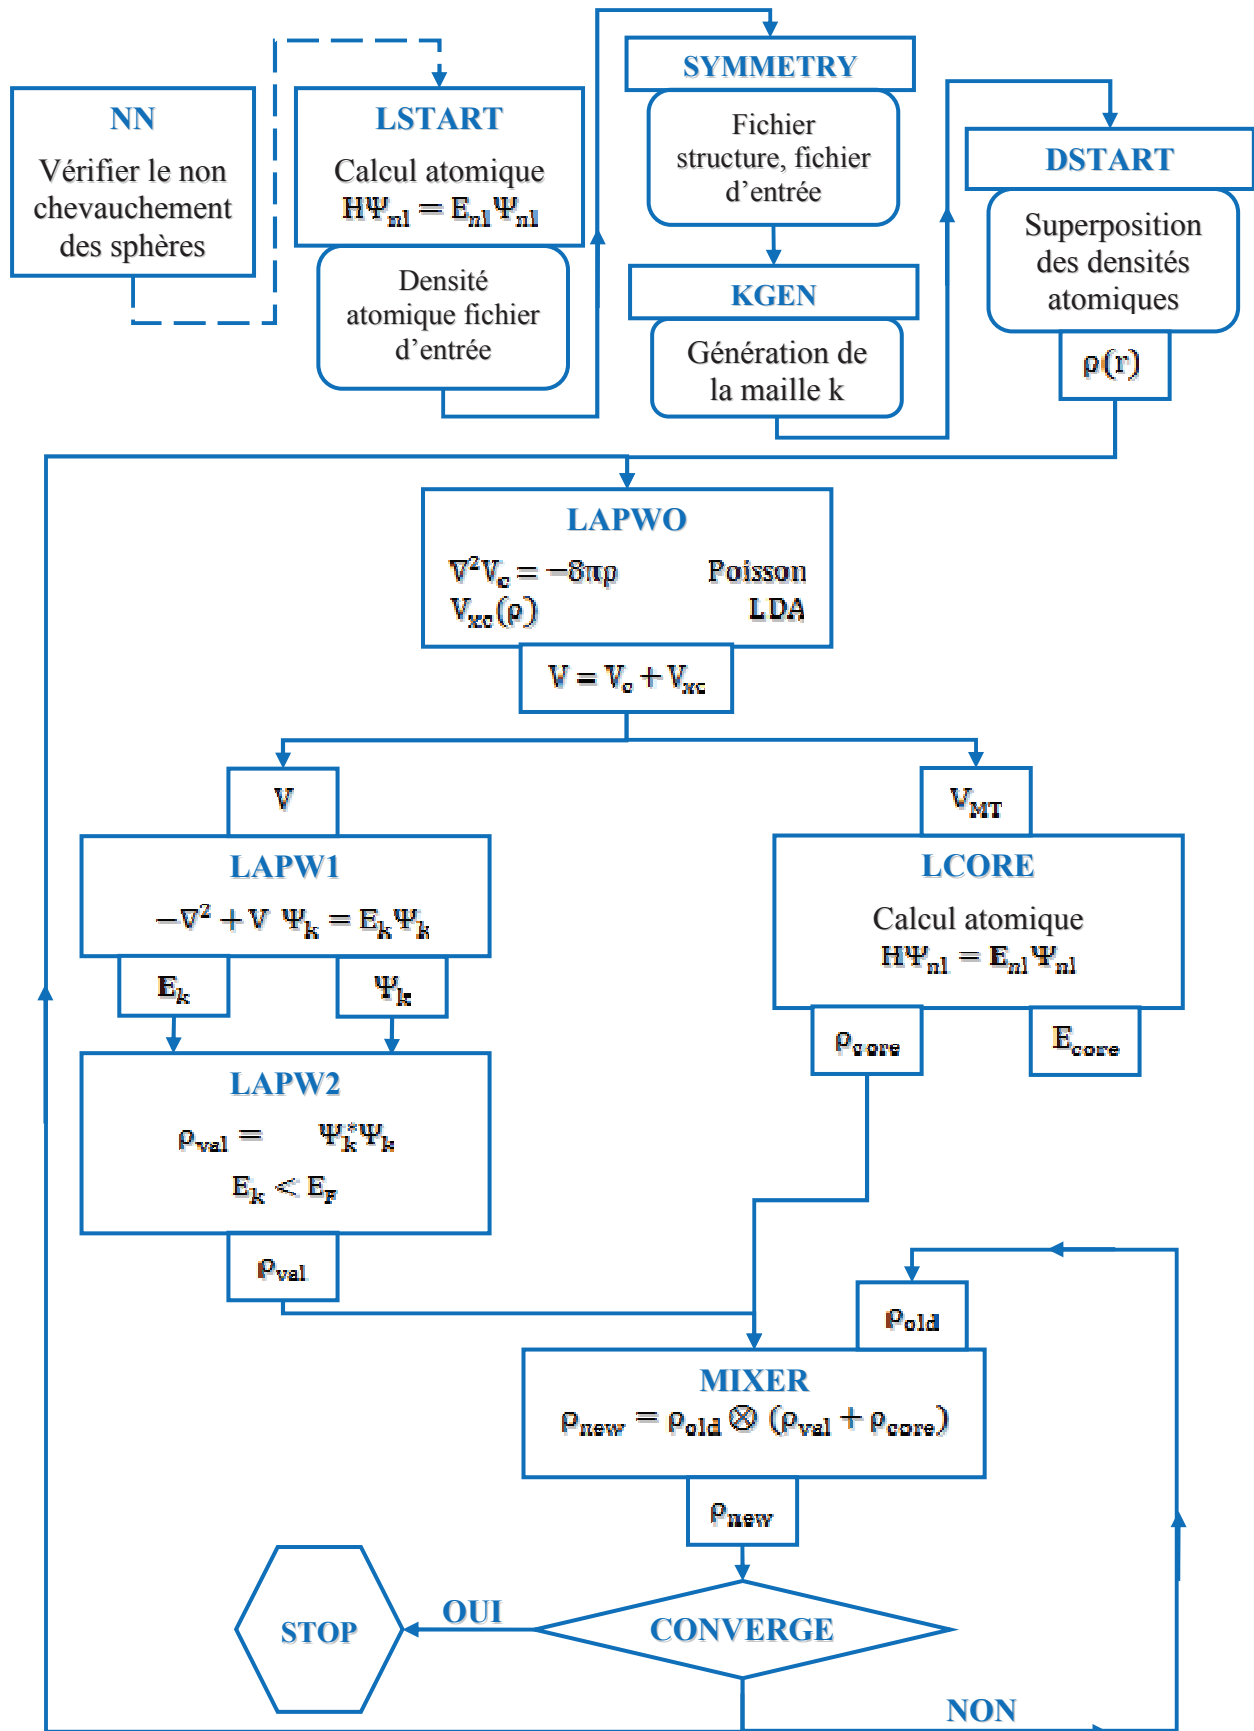 NN
Vérifier le non
chevauchement
des sphères
LSTART
Calcul atomique
HΨnl = EnlΨnl
Densité
atomique fichier
d'entrée
SYMMETRY
Fichier
structure, fichier
d'entrée
KGEN
Génération de
la maille k
DSTART
Superposition
des densités
atomiques
ρ(r)
LAPWO
∇²Vc = −8πρ Poisson
Vxc(ρ) LDA
V = Vc + Vxc
V
LAPW1
−∇² + V Ψk = EkΨk
Ek Ψk
LAPW2
ρval = Ψk*Ψk
Ek < EF
ρval
VMT
LCORE
Calcul atomique
HΨnl = EnlΨnl
ρcore Ecore
ρold
MIXER
ρnew = ρold ⊗ (ρval + ρcore)
ρnew
CONVERGE
OUI
STOP
NON